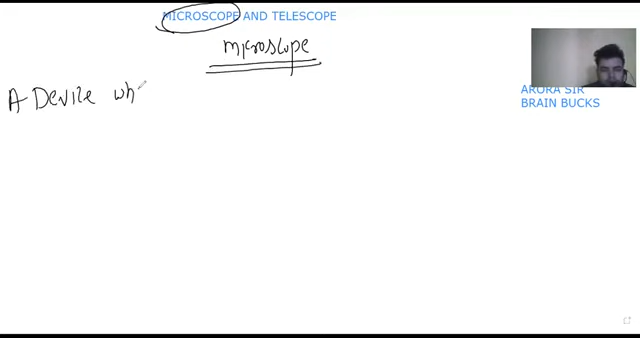 MICROSCOPE AND TELESCOPE
Microscope
A Device wh
ARORA SIR
BRAIN BUCKS